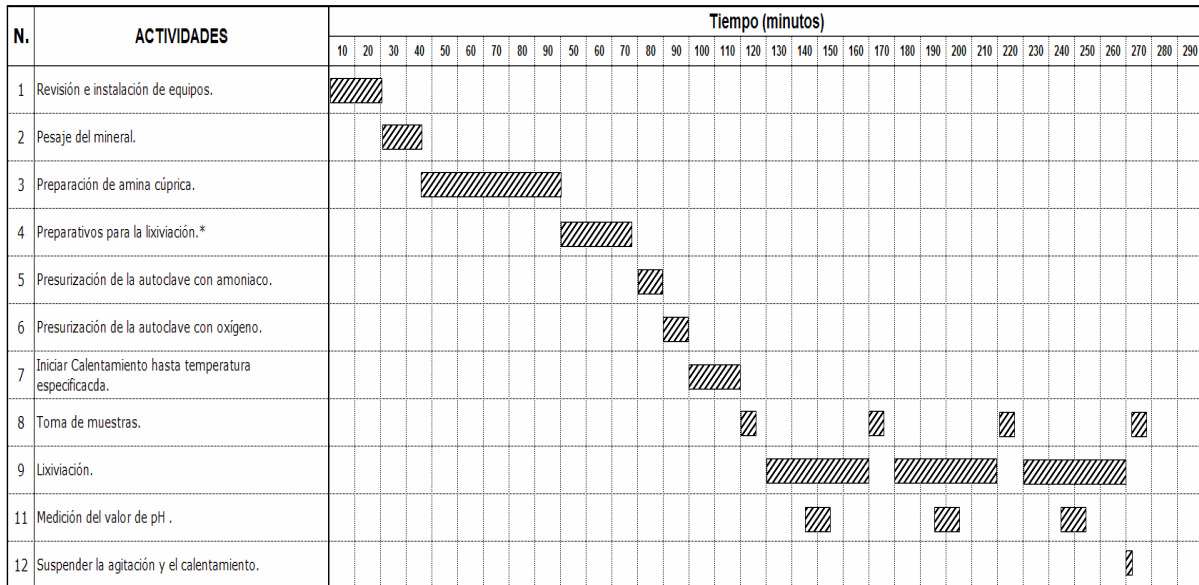 N.
ACTIVIDADES
Tiempo (minutos)
10 20 30 40 50 60 70 80 90 50 60 70 80 90 100 110 120 130 140 150 160 170 180 190 200 210 220 230 240 260 270 280 290
1 Revisión e instalación de equipos.
2 Pesaje del mineral.
3 Preparación de amina cúprica.
4 Preparativos para la lixiviación.*
5 Presurización de la autoclave con amoniaco.
6 Presurización de la autoclave con oxígeno.
7 Iniciar Calentamiento hasta temperatura
especificacda.
8 Toma de muestras.
9 Lixiviación.
11 Medición del valor de pH .
12 Suspender la agitación y el calentamiento.